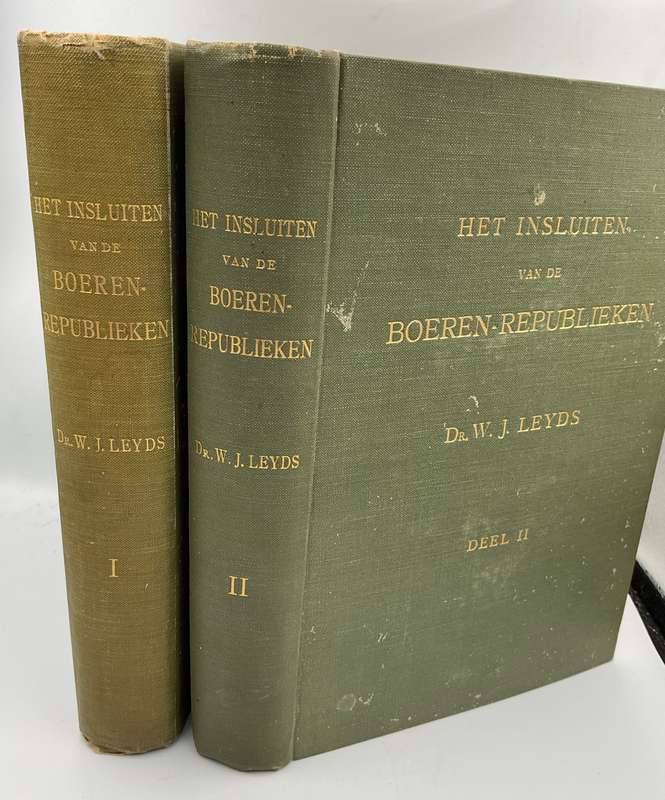 HET INSLUITEN
VAN DE
BOEREN-
REPUBLIEKEN
DR. W. J. LEYDS
I
HET INSLUITEN
VAN DE
BOEREN-
REPUBLIEKEN
DR. W. J. LEYDS
II
HET INSLUITEN
VAN DE
BOEREN-REPUBLIEKEN
DR. W. J. LEYDS
DEEL II